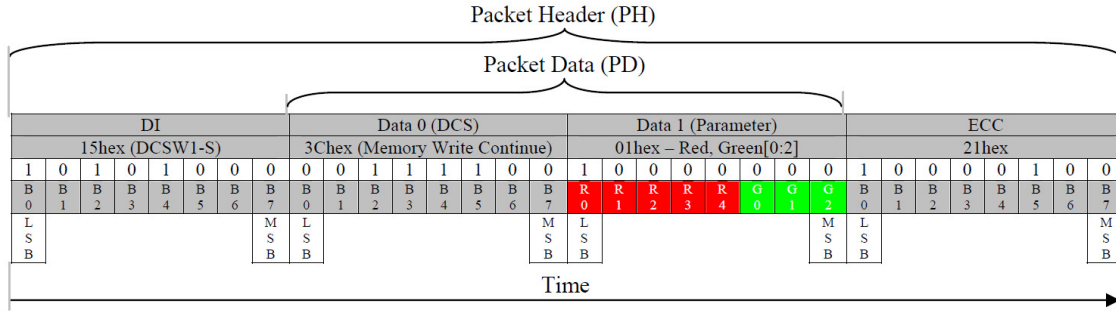 Packet Header (PH)
Packet Data (PD)
DI Data 0 (DCS) Data 1 (Parameter) ECC
15hex (DCSW1-S) 3Chex (Memory Write Continue) 01hex – Red, Green[0:2] 21hex
1 0 1 0 1 0 0 0 0 0 1 1 1 1 0 0 1 0 0 0 0 0 0 0 1 0 0 0 0 1 0 0
B B B B B B B B B B B B B B B B R R R R R G G G B B B B B B B B
0 1 2 3 4 5 6 7 0 1 2 3 4 5 6 7 0 1 2 3 4 0 1 2 0 1 2 3 4 5 6 7
L M L M L M L M
S S S S S S S S
B B B B B B B B
Time